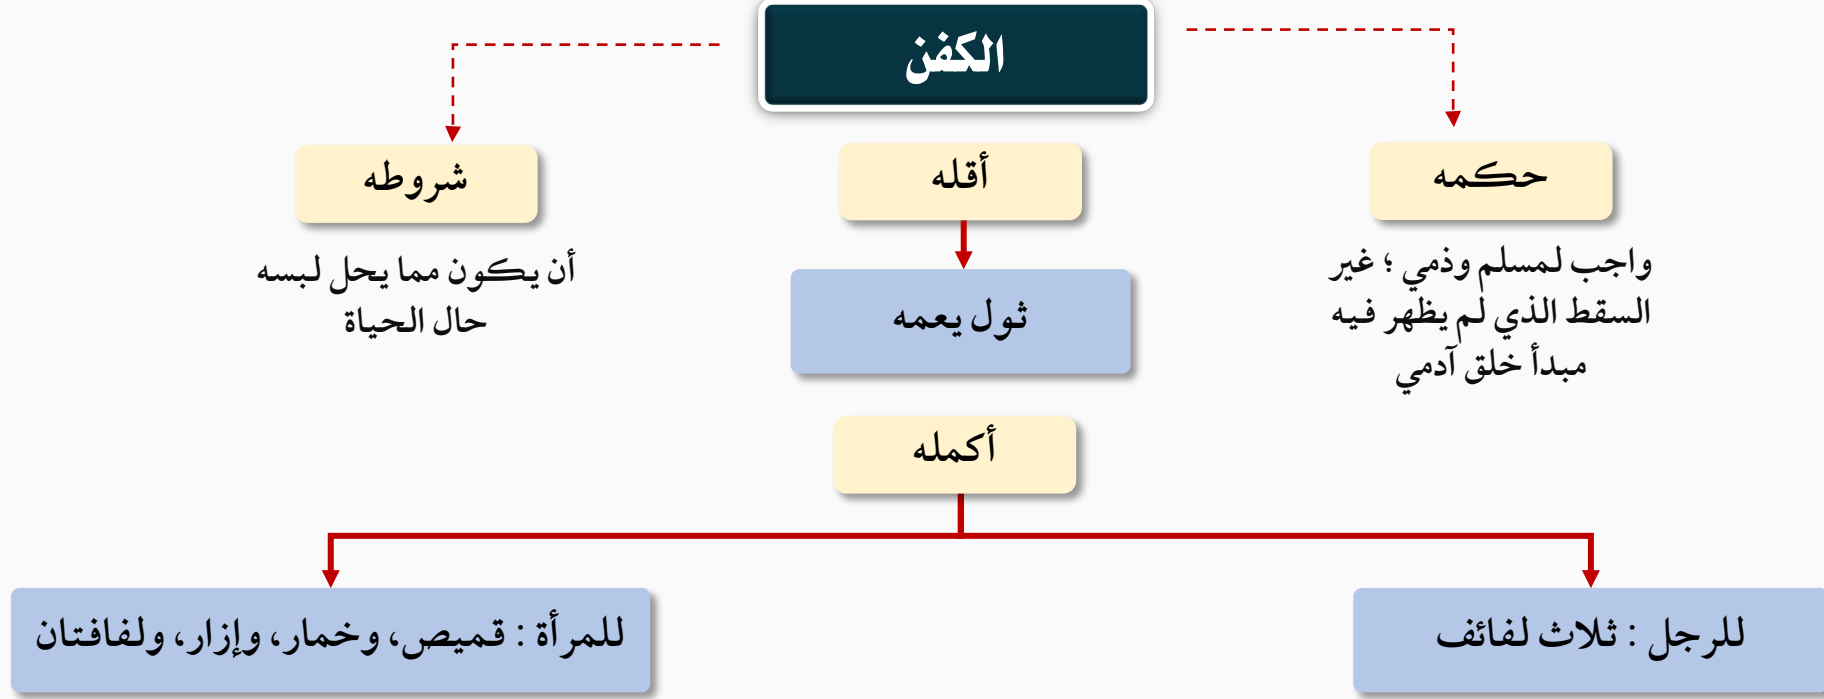 الكفن
حكمه
أقله
شروطه
واجب لمسلم وذمي ؛ غير
السقط الذي لم يظهر فيه
مبدأ خلق آدمي
ثول يعمه
أن يكون مما يحل لبسه
حال الحياة
أكمله
للرجل : ثلاث لفائف
للمرأة : قميص، وخمار، وإزار، ولفافتان